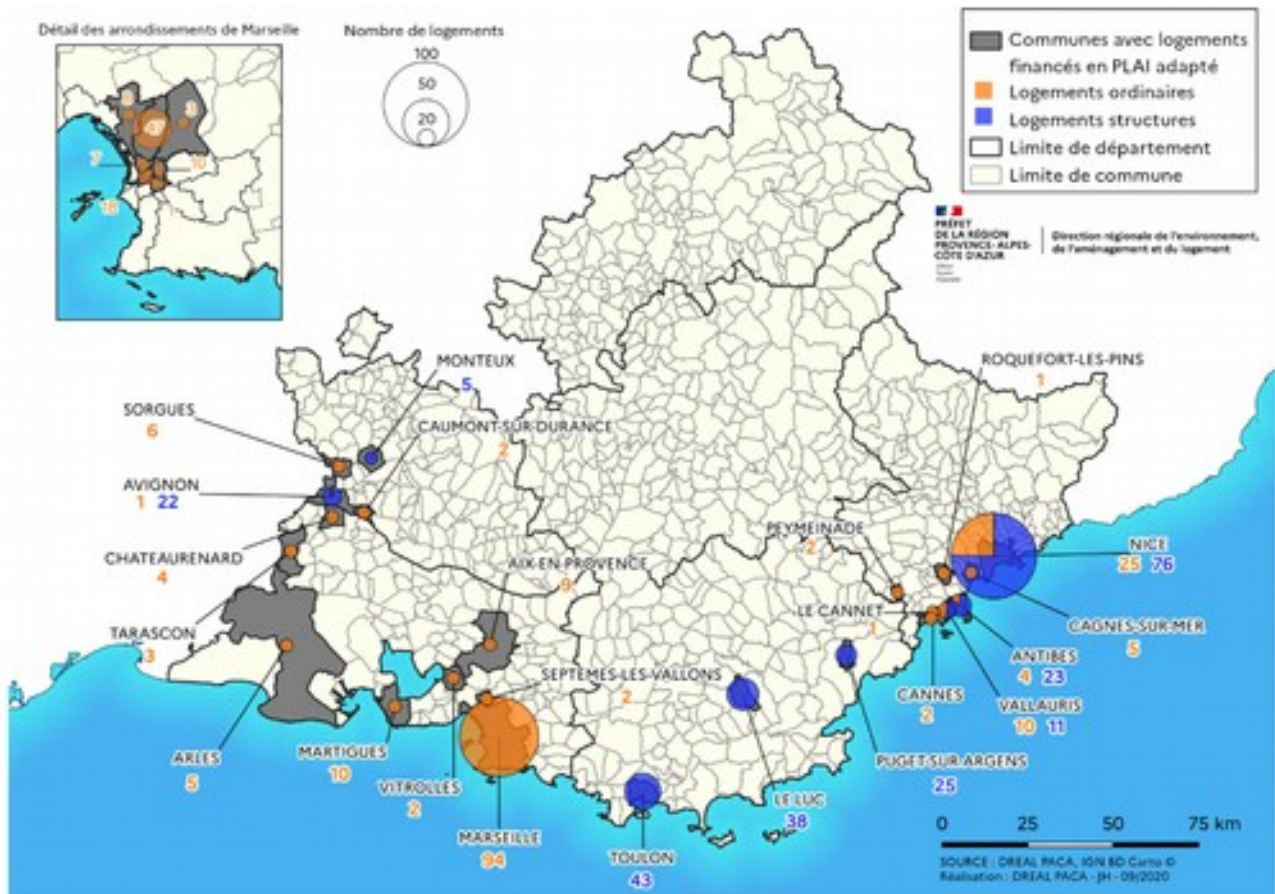 Détail des arrondissements de Marseille
3
47
7
10
18
1
Nombre de logements
100
50
20
Communes avec logements
financés en PLAI adapté
Logements ordinaires
Logements structures
Limite de département
Limite de commune
PRÉFET
DE LA RÉGION
PROVENCE-ALPES-
CÔTE D'AZUR
Direction régionale de l'environnement,
de l'aménagement et du logement
ROQUEFORT-LES-PINS
1
MONTEUX
5
SORGUES
6
CAUMONT-SUR-DURANCE
2
AVIGNON
1 22
CHATEAURENARD
4
TARASCON
3
AIX-EN-PROVENCE
9
PEYMEINADE
2
NICE
25 76
LE CANNET
1
CAGNES-SUR-MER
5
ANTIBES
4 23
CANNES
2
VALLAURIS
10 11
SEPTEMES-LES-VALLONS
2
ARLES
5
MARTIGUES
10
VITROLLES
2
MARSEILLE
94
PUGET-SUR-ARGENS
25
LE LUC
38
TOULON
43
0 25 50 75 km
SOURCE : DREAL PACA, IGN BD Carto ©
Réalisation : DREAL PACA - JH - 09/2020